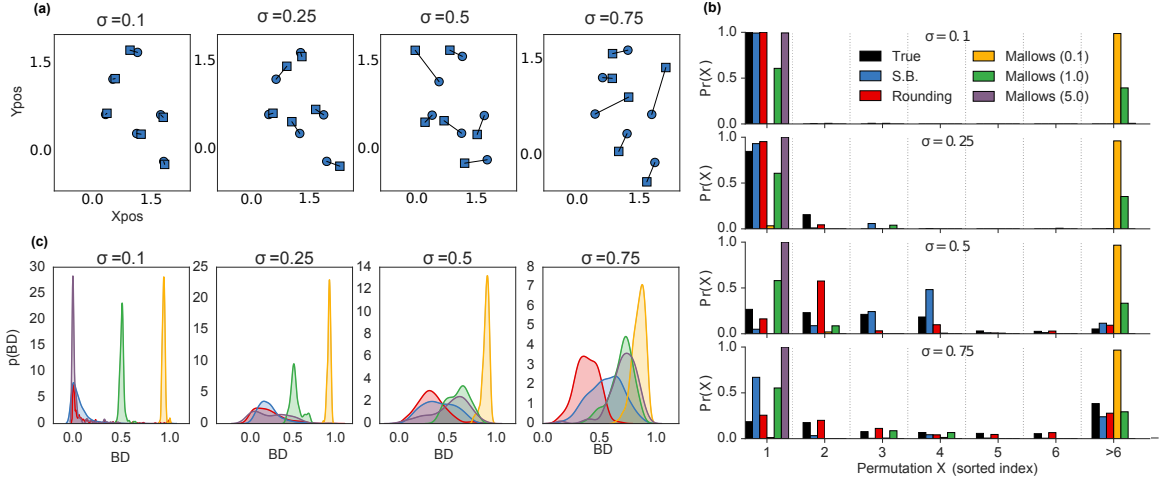 (a)
σ =0.1
σ =0.25
σ =0.5
σ =0.75
Ypos
1.5
0.0
1.5
0.0
1.5
0.0
1.5
0.0
0.0 1.5
0.0 1.5
0.0 1.5
0.0 1.5
Xpos
(b)
σ = 0.1
True
S.B.
Rounding
Mallows (0.1)
Mallows (1.0)
Mallows (5.0)
Pr(X)
1.0
0.5
0.0
σ = 0.25
Pr(X)
1.0
0.5
0.0
σ = 0.5
Pr(X)
1.0
0.5
0.0
σ = 0.75
Pr(X)
1.0
0.5
0.0
1 2 3 4 5 6 >6
Permutation X (sorted index)
(c)
σ=0.1
σ=0.25
σ=0.5
σ=0.75
p(BD)
30
25
20
15
10
5
0
25
20
15
10
5
0
14
12
10
8
6
4
2
0
8
7
6
5
4
3
2
1
0
0.0 0.5 1.0
0.0 0.5 1.0
0.0 0.5 1.0
0.0 0.5 1.0
BD
BD
BD
BD